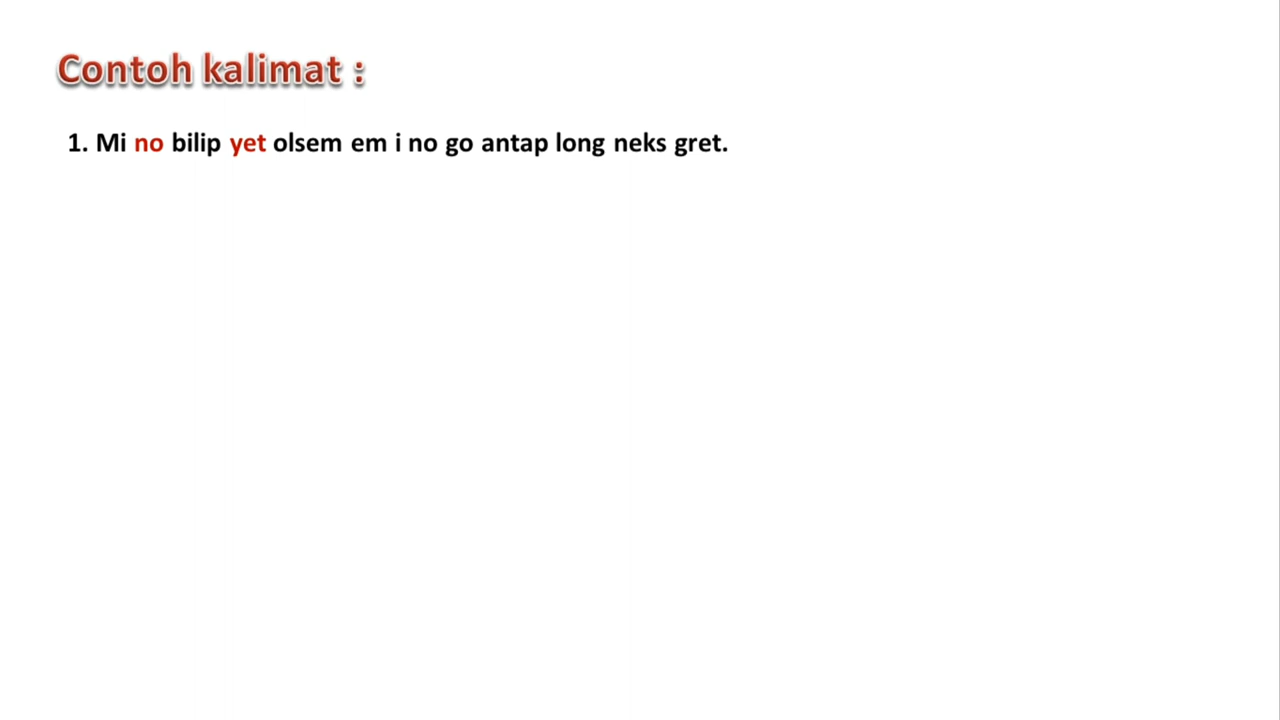 Contoh kalimat :
1. Mi no bilip yet olsem em i no go antap long neks gret.